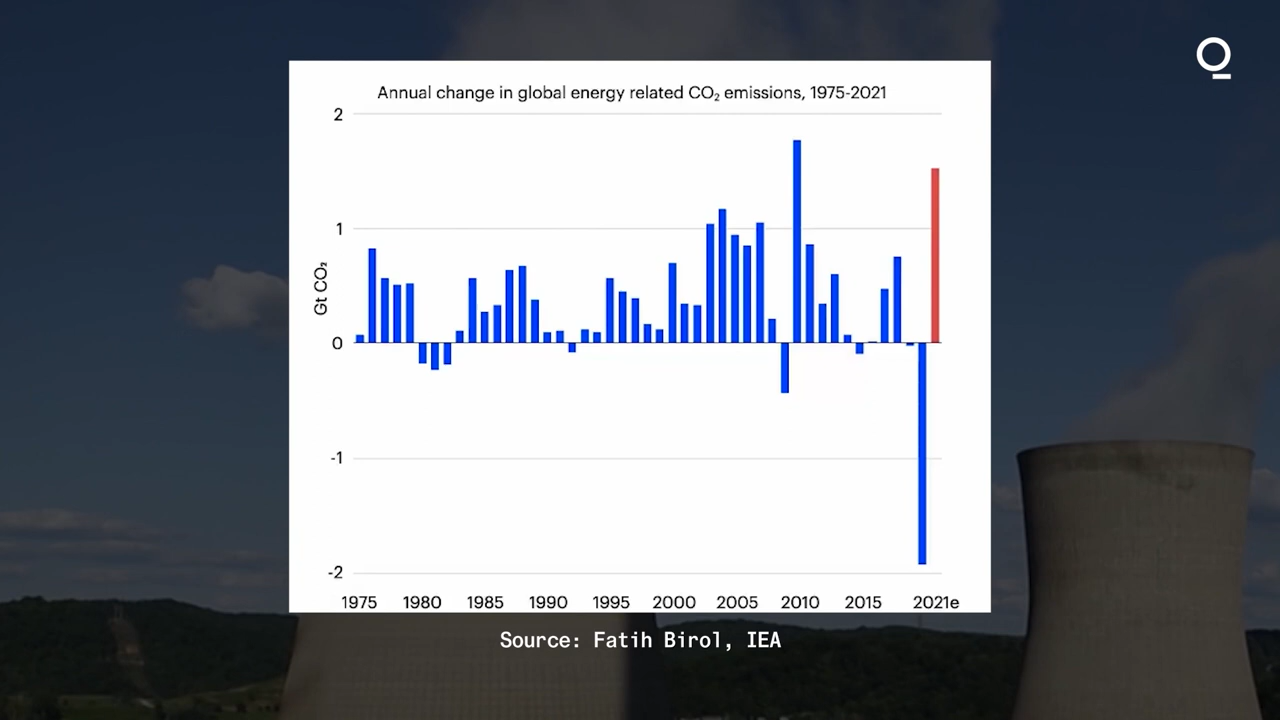 Annual change in global energy related CO₂ emissions, 1975-2021
2
1
0
-1
-2
Gt CO₂
1975 1980 1985 1990 1995 2000 2005 2010 2015 2021e
Source: Fatih Birol, IEA